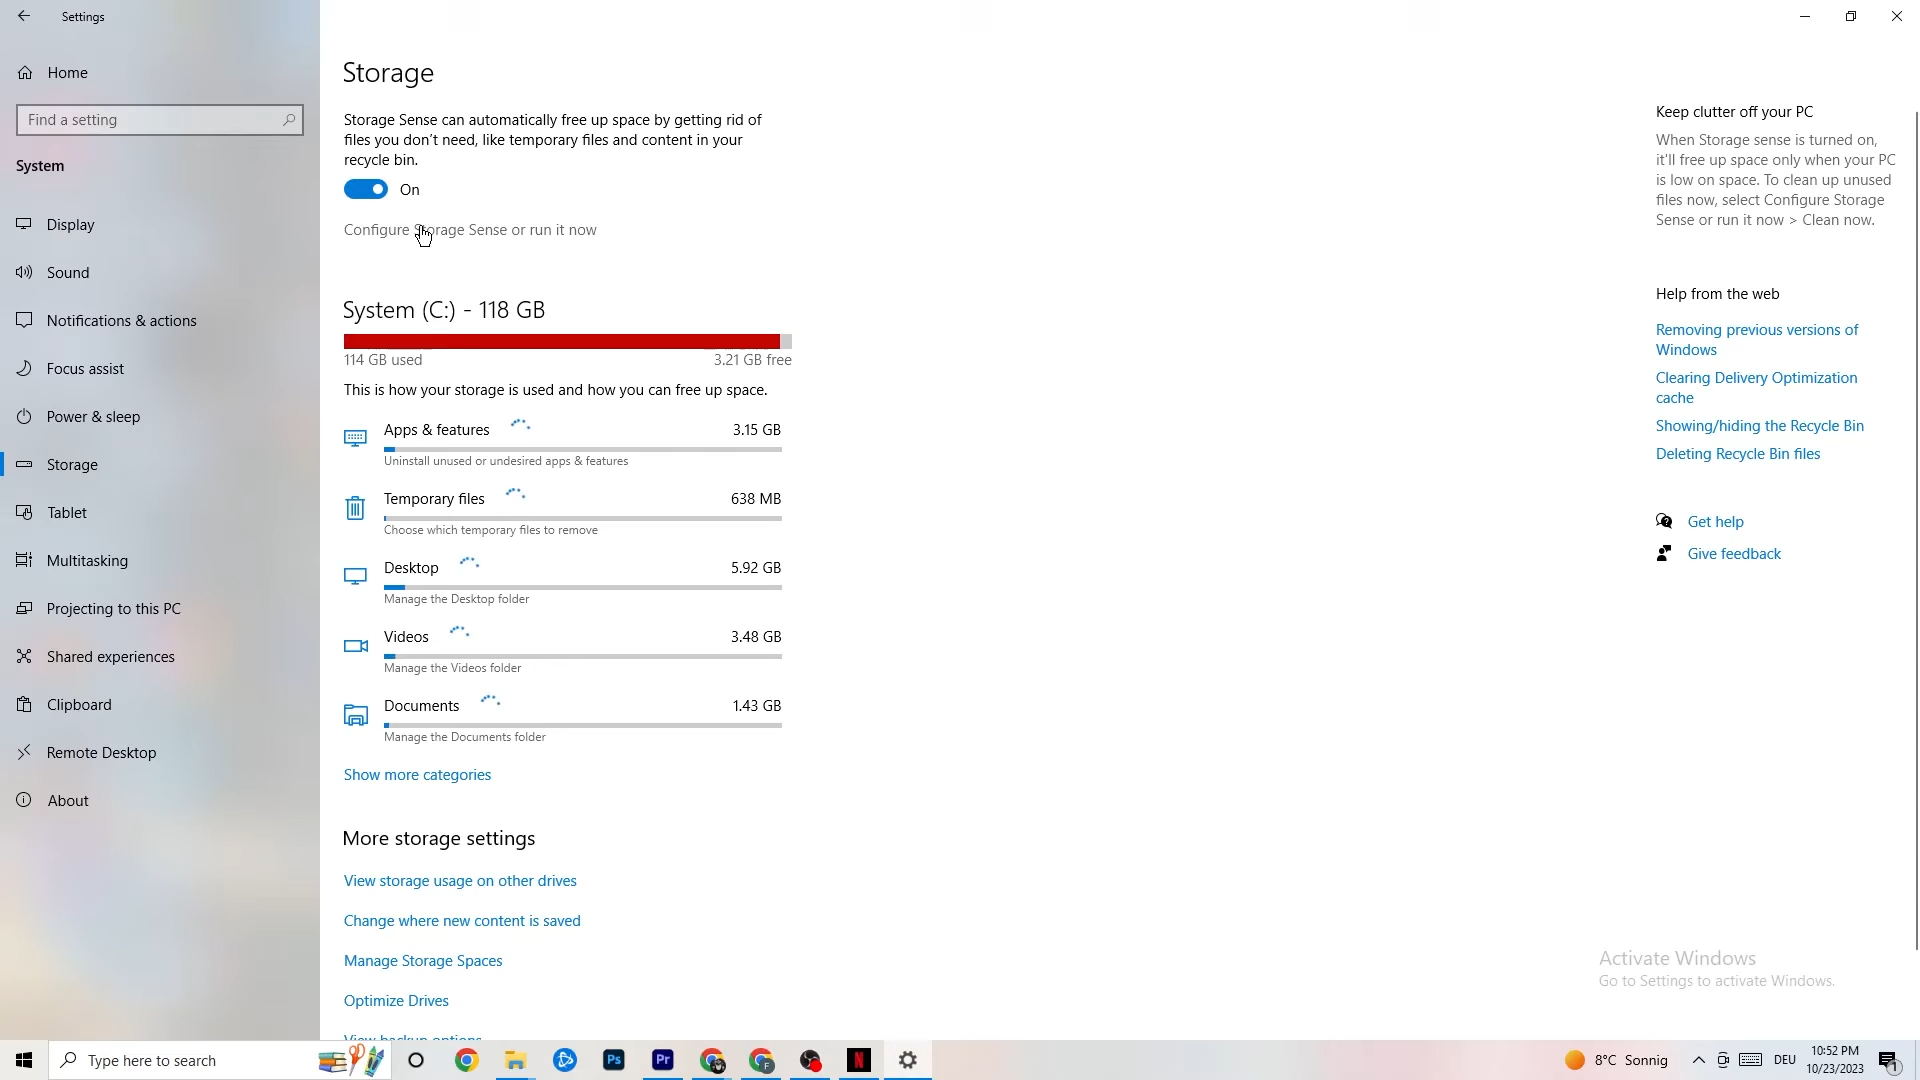 Settings
Home
Find a setting
System
Display
Sound
Notifications & actions
Focus assist
Power & sleep
Storage
Tablet
Multitasking
Projecting to this PC
Shared experiences
Clipboard
Remote Desktop
About
Storage
Storage Sense can automatically free up space by getting rid of
files you don't need, like temporary files and content in your
recycle bin.
On
Configure Storage Sense or run it now
System (C:) - 118 GB
114 GB used 3.21 GB free
This is how your storage is used and how you can free up space.
Apps & features 3.15 GB
Uninstall unused or undesired apps & features
Temporary files 638 MB
Choose which temporary files to remove
Desktop 5.92 GB
Manage the Desktop folder
Videos 3.48 GB
Manage the Videos folder
Documents 1.43 GB
Manage the Documents folder
Show more categories
More storage settings
View storage usage on other drives
Change where new content is saved
Manage Storage Spaces
Optimize Drives
View backup options
Keep clutter off your PC
When Storage sense is turned on,
it'll free up space only when your PC
is low on space. To clean up unused
files now, select Configure Storage
Sense or run it now > Clean now.
Help from the web
Removing previous versions of
Windows
Clearing Delivery Optimization
cache
Showing/hiding the Recycle Bin
Deleting Recycle Bin files
Get help
Give feedback
Activate Windows
Go to Settings to activate Windows.
Type here to search
Ps
Pr
F
N
8°C Sonnig
DEU
10:52 PM
10/23/2023
1